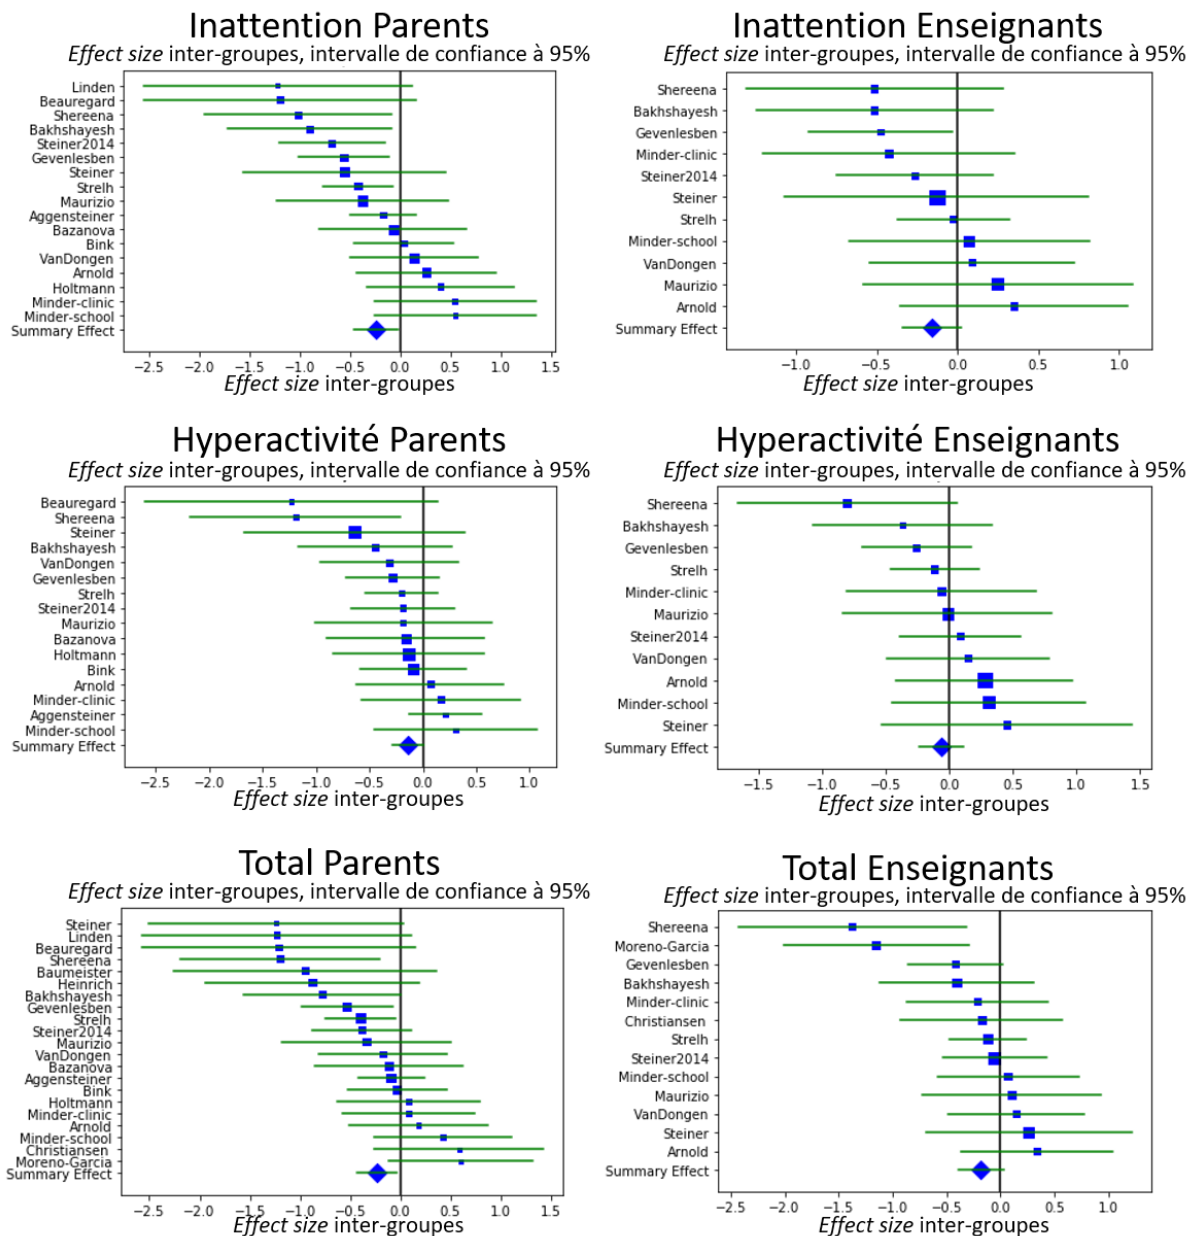 Inattention Parents
Effect size inter-groupes, intervalle de confiance à 95%
Linden
Beauregard
Shereena
Bakhshayesh
Steiner2014
Gevenlesben
Steiner
Strelh
Maurizio
Aggensteiner
Bazanova
Bink
VanDongen
Arnold
Holtmann
Minder-clinic
Minder-school
Summary Effect
−2.5 −2.0 −1.5 −1.0 −0.5 0.0 0.5 1.0 1.5
Effect size inter-groupes
Inattention Enseignants
Effect size inter-groupes, intervalle de confiance à 95%
Shereena
Bakhshayesh
Gevenlesben
Minder-clinic
Steiner2014
Steiner
Strelh
Minder-school
VanDongen
Maurizio
Arnold
Summary Effect
−1.0 −0.5 0.0 0.5 1.0
Effect size inter-groupes
Hyperactivité Parents
Effect size inter-groupes, intervalle de confiance à 95%
Beauregard
Shereena
Steiner
Bakhshayesh
VanDongen
Gevenlesben
Strelh
Steiner2014
Maurizio
Bazanova
Holtmann
Bink
Arnold
Minder-clinic
Aggensteiner
Minder-school
Summary Effect
−2.5 −2.0 −1.5 −1.0 −0.5 0.0 0.5 1.0
Effect size inter-groupes
Hyperactivité Enseignants
Effect size inter-groupes, intervalle de confiance à 95%
Shereena
Bakhshayesh
Gevenlesben
Strelh
Minder-clinic
Maurizio
Steiner2014
VanDongen
Arnold
Minder-school
Steiner
Summary Effect
−1.5 −1.0 −0.5 0.0 0.5 1.0 1.5
Effect size inter-groupes
Total Parents
Effect size inter-groupes, intervalle de confiance à 95%
Steiner
Linden
Beauregard
Shereena
Baumeister
Heinrich
Bakhshayesh
Gevenlesben
Strelh
Steiner2014
Maurizio
VanDongen
Bazanova
Aggensteiner
Bink
Holtmann
Minder-clinic
Arnold
Minder-school
Christiansen
Moreno-Garcia
Summary Effect
−2.5 −2.0 −1.5 −1.0 −0.5 0.0 0.5 1.0 1.5
Effect size inter-groupes
Total Enseignants
Effect size inter-groupes, intervalle de confiance à 95%
Shereena
Moreno-Garcia
Gevenlesben
Bakhshayesh
Minder-clinic
Christiansen
Strelh
Steiner2014
Minder-school
Maurizio
VanDongen
Steiner
Arnold
Summary Effect
−2.5 −2.0 −1.5 −1.0 −0.5 0.0 0.5 1.0
Effect size inter-groupes